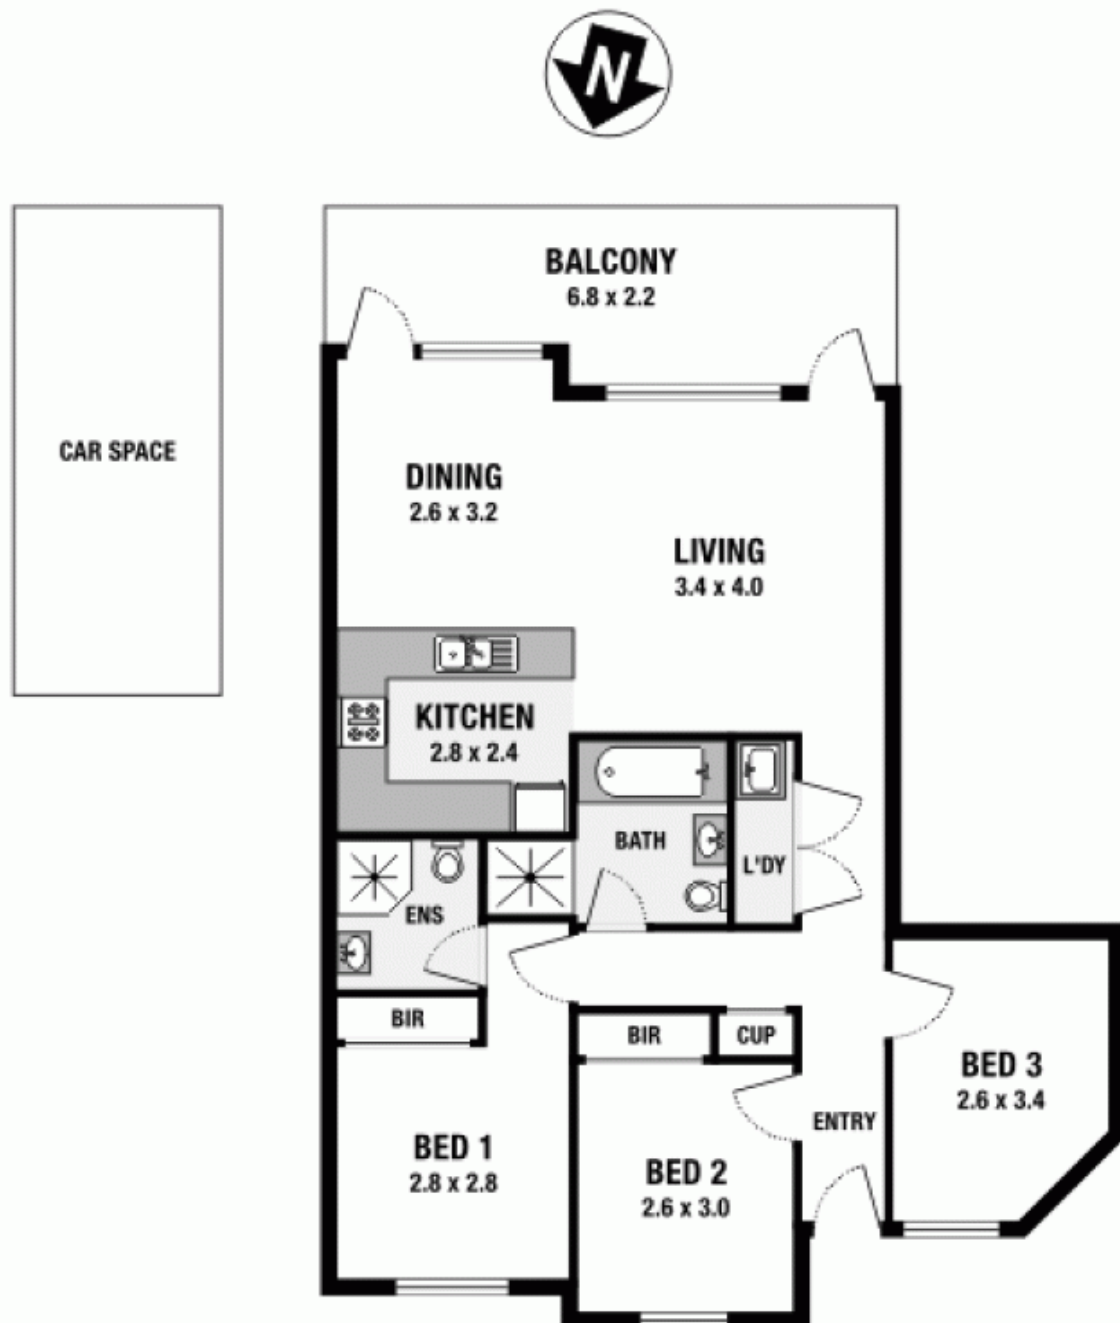 N
BALCONY
6.8 x 2.2
CAR SPACE
DINING
2.6 x 3.2
LIVING
3.4 x 4.0
KITCHEN
2.8 x 2.4
BATH
L'DY
ENS
BIR
BIR
CUP
BED 3
2.6 x 3.4
ENTRY
BED 1
2.8 x 2.8
BED 2
2.6 x 3.0